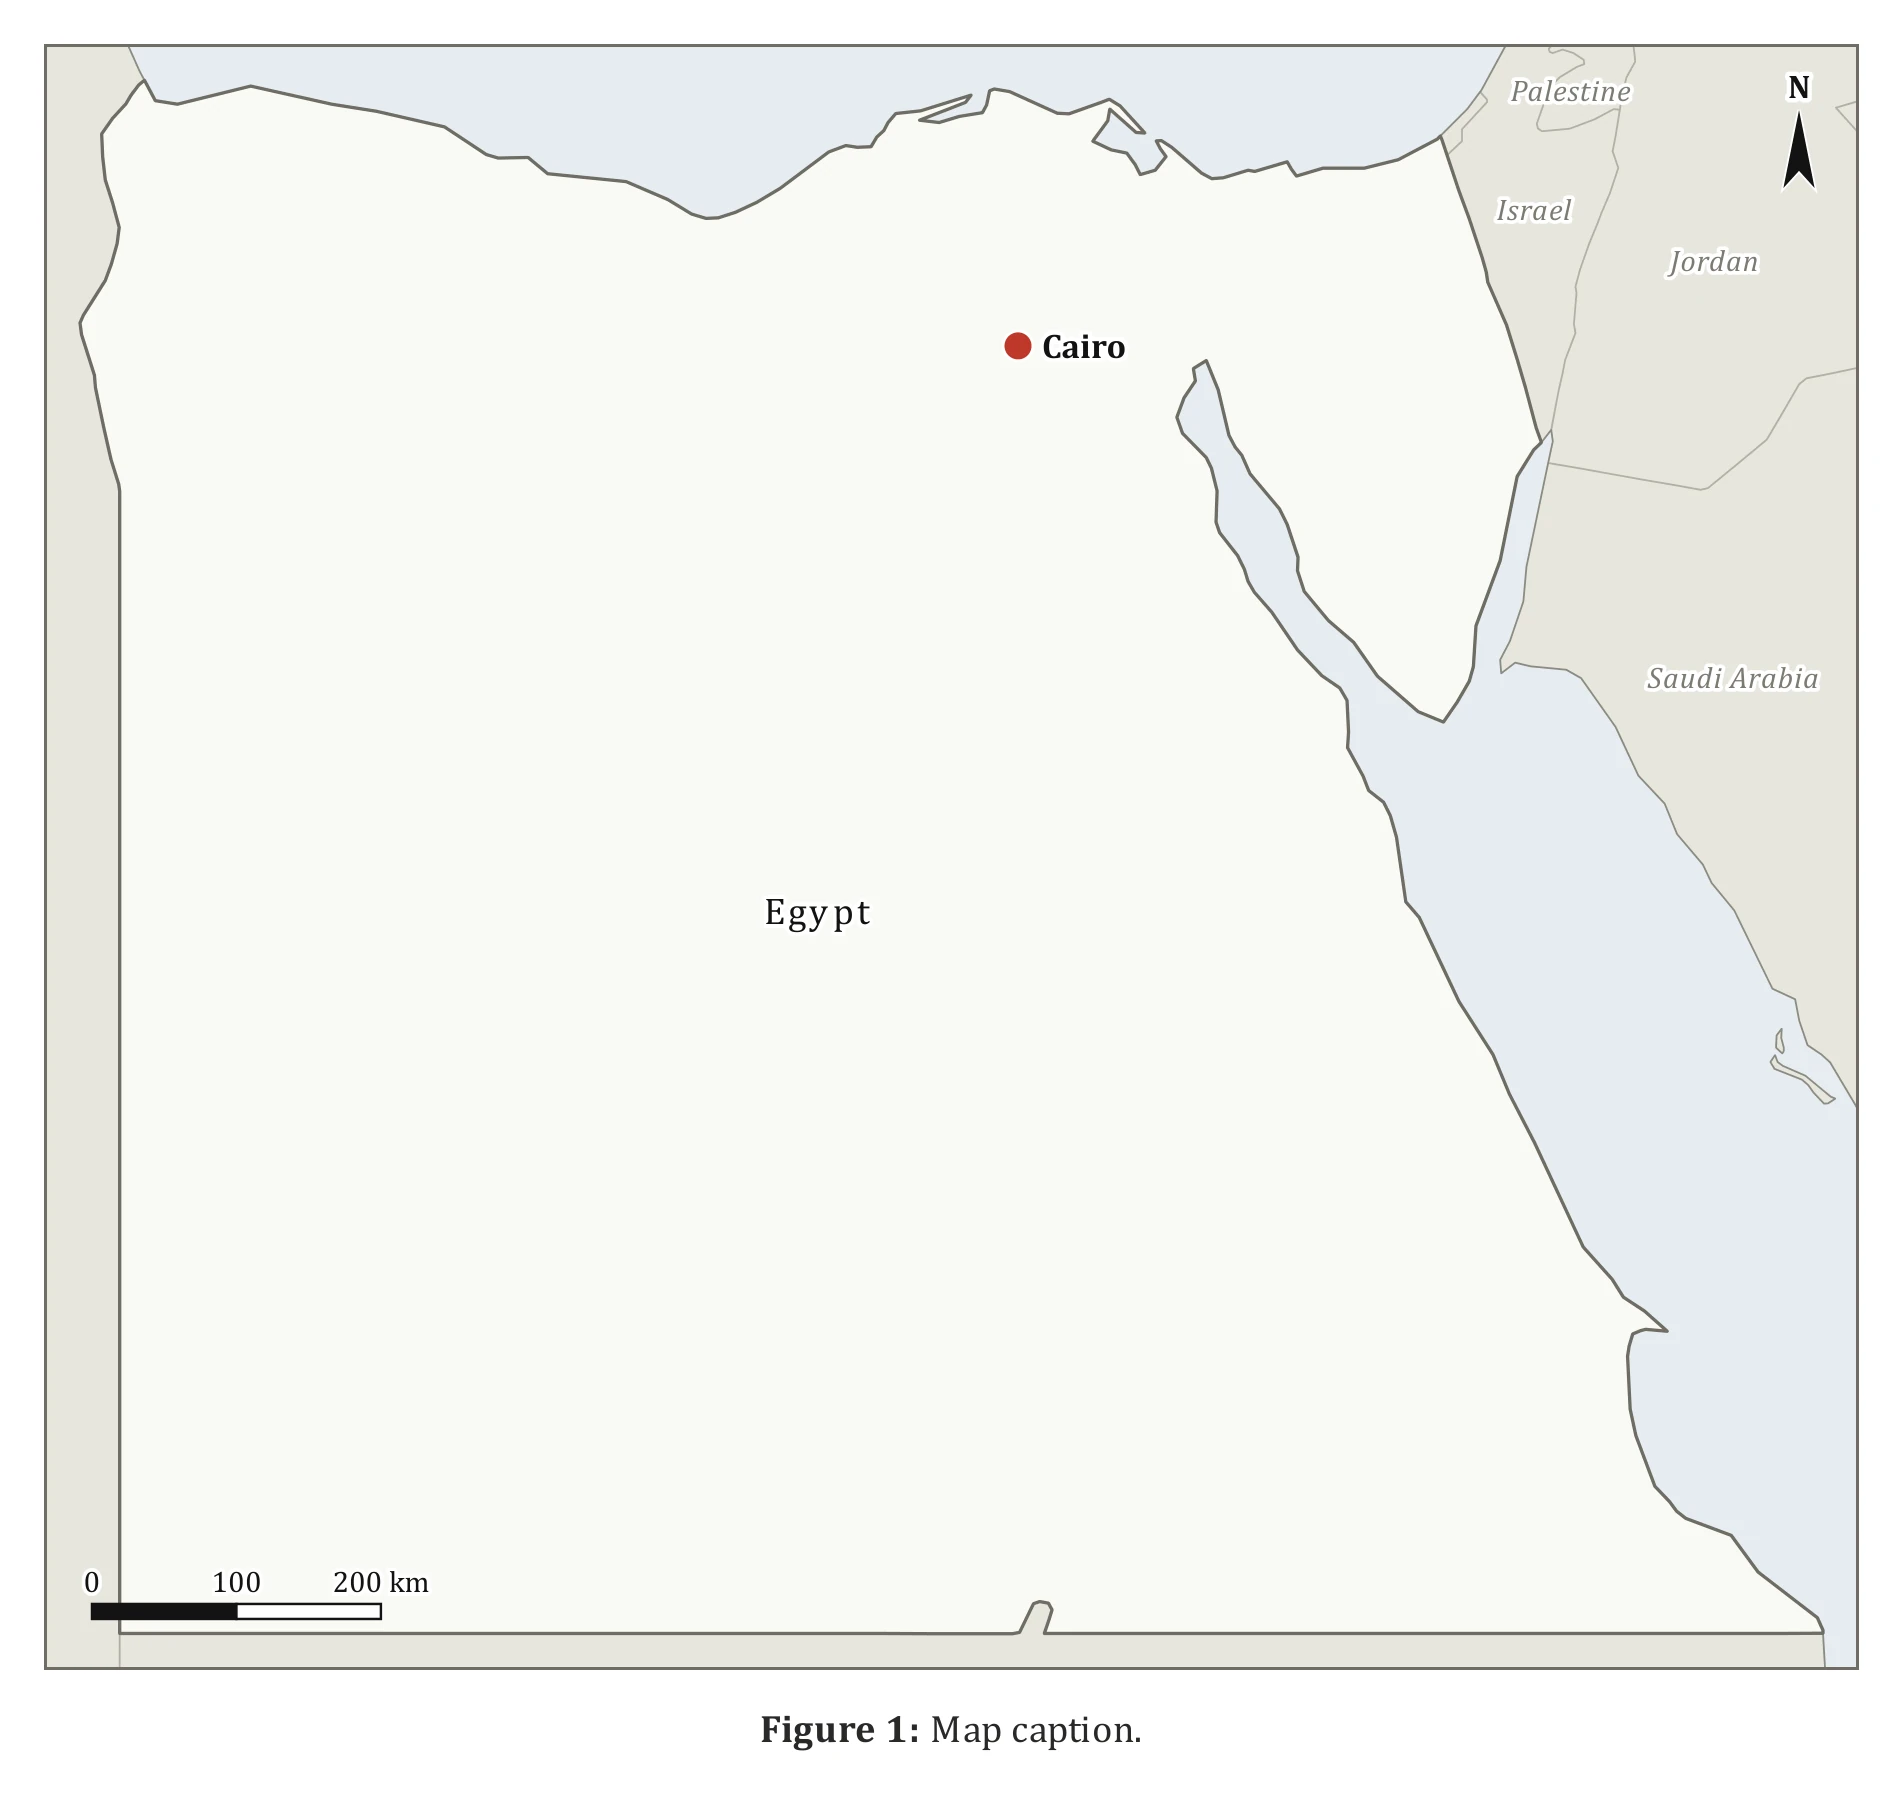 N
Palestine
Israel
Jordan
Cairo
Saudi Arabia
Egypt
0 100 200 km
Figure 1: Map caption.